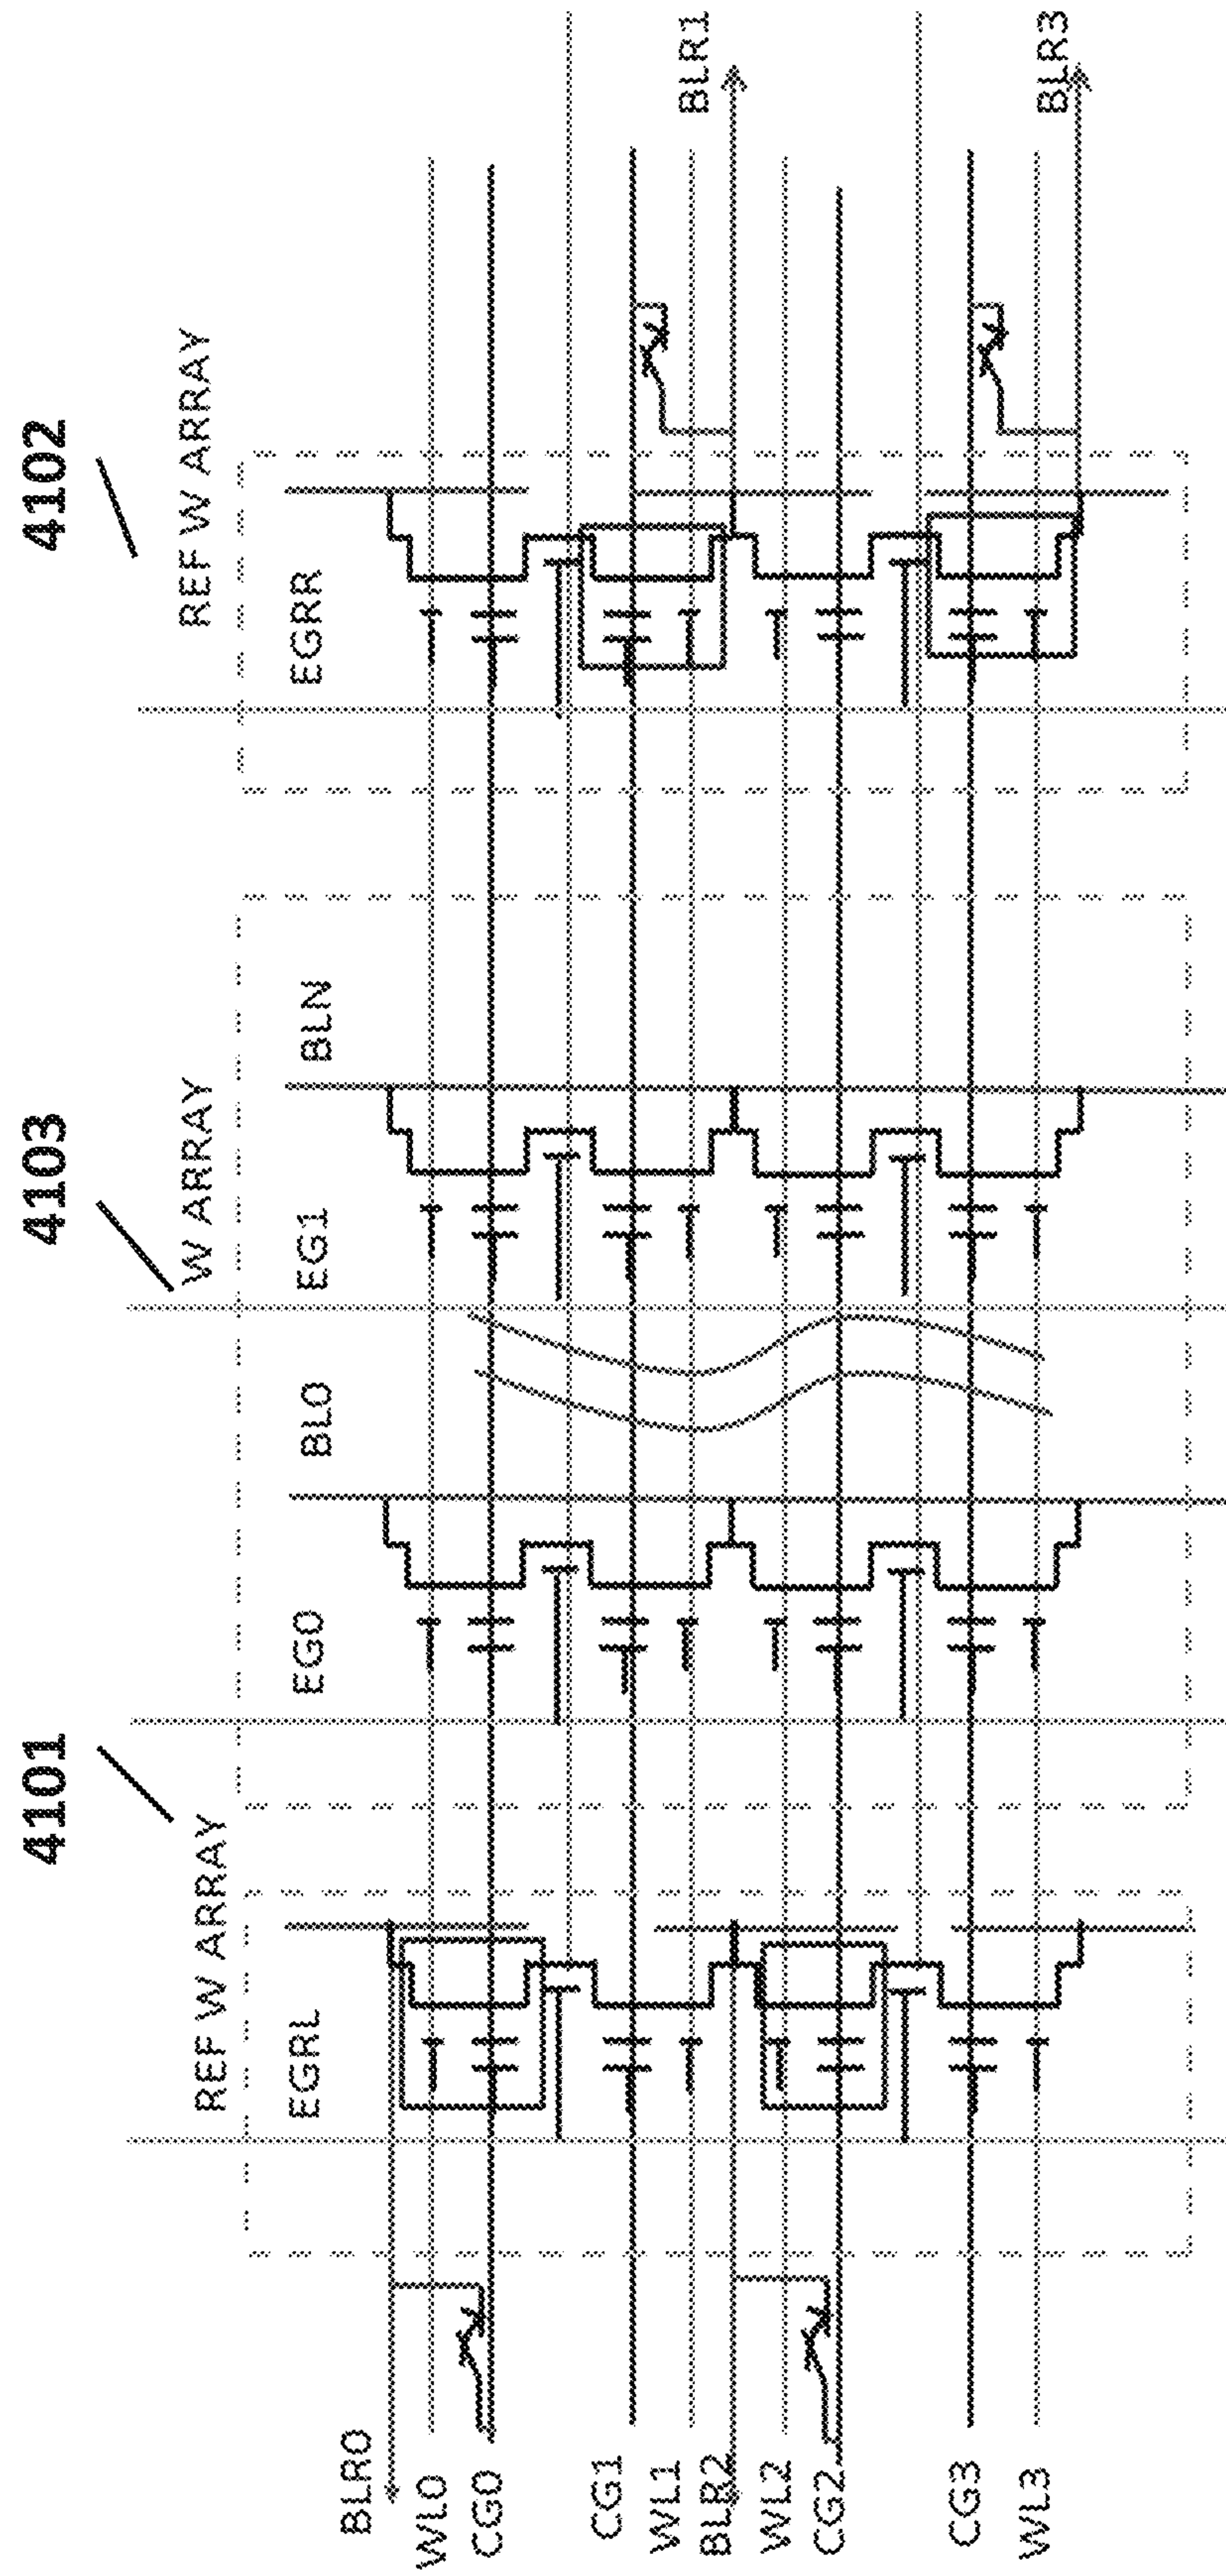 4101
4103
4102
REF W ARRAY
W ARRAY
REF W ARRAY
EGRL
EG0
BL0
EG1
BLN
EGRR
BLR0
WL0
CG0
CG1
WL1
BLR2
WL2
CG2
CG3
WL3
BLR1
BLR3